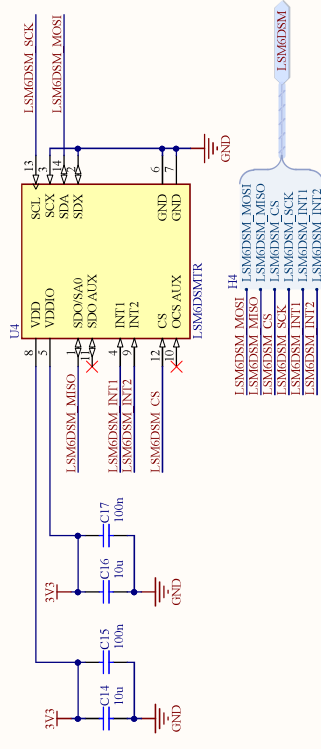 U4
LSM6DSMTR
8 VDD
5 VDDIO
1 SDO/SA0
11 SDO AUX
4 INT1
9 INT2
12 CS
10 OCS AUX
SCL 13
SCX 3
SDA 14
SDX 2
GND 6
GND 7
LSM6DSM_SCK
LSM6DSM_MOSI
GND
LSM6DSM_MISO
LSM6DSM_INT1
LSM6DSM_INT2
LSM6DSM_CS
3V3
C14
10u
C15
100n
GND
3V3
C16
10u
C17
100n
GND
H4
LSM6DSM_MOSI LSM6DSM_MOSI
LSM6DSM_MISO LSM6DSM_MISO
LSM6DSM_CS LSM6DSM_CS
LSM6DSM_SCK LSM6DSM_SCK
LSM6DSM_INT1 LSM6DSM_INT1
LSM6DSM_INT2 LSM6DSM_INT2
LSM6DSM